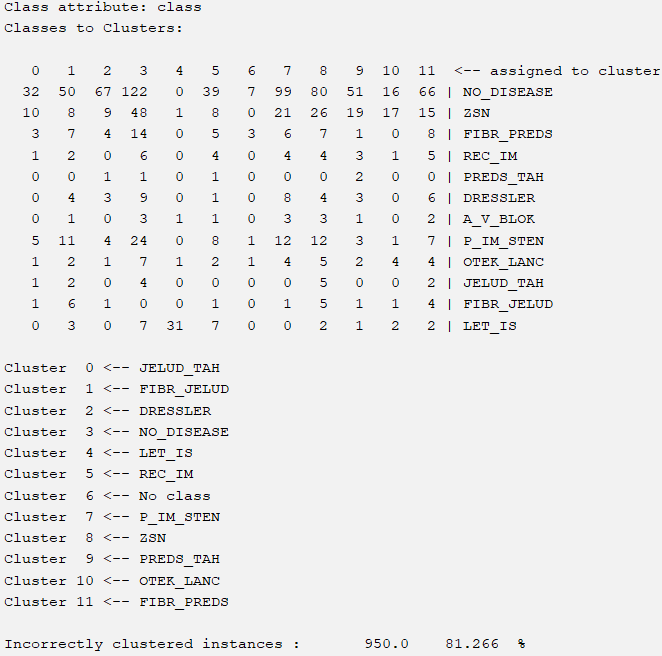 Class attribute: class
Classes to Clusters:
0 1 2 3 4 5 6 7 8 9 10 11 <-- assigned to cluster
32 50 67 122 0 39 7 99 80 51 16 66 | NO_DISEASE
10 8 9 48 1 8 0 21 26 19 17 15 | ZSN
3 7 4 14 0 5 3 6 7 1 0 8 | FIBR_PREDS
1 2 0 6 0 4 0 4 4 3 1 5 | REC_IM
0 0 1 1 0 1 0 0 0 2 0 0 | PREDS_TAH
0 4 3 9 0 1 0 8 4 3 0 6 | DRESSLER
0 1 0 3 1 1 0 3 3 1 0 2 | A_V_BLOK
5 11 4 24 0 8 1 12 12 3 1 7 | P_IM_STEN
1 2 1 7 1 2 1 4 5 2 4 4 | OTEK_LANC
1 2 0 4 0 0 0 0 5 0 0 2 | JELUD_TAH
1 6 1 0 0 1 0 1 5 1 1 4 | FIBR_JELUD
0 3 0 7 31 7 0 0 2 1 2 2 | LET_IS
Cluster 0 <-- JELUD_TAH
Cluster 1 <-- FIBR_JELUD
Cluster 2 <-- DRESSLER
Cluster 3 <-- NO_DISEASE
Cluster 4 <-- LET_IS
Cluster 5 <-- REC_IM
Cluster 6 <-- No class
Cluster 7 <-- P_IM_STEN
Cluster 8 <-- ZSN
Cluster 9 <-- PREDS_TAH
Cluster 10 <-- OTEK_LANC
Cluster 11 <-- FIBR_PREDS
Incorrectly clustered instances : 950.0 81.266 %